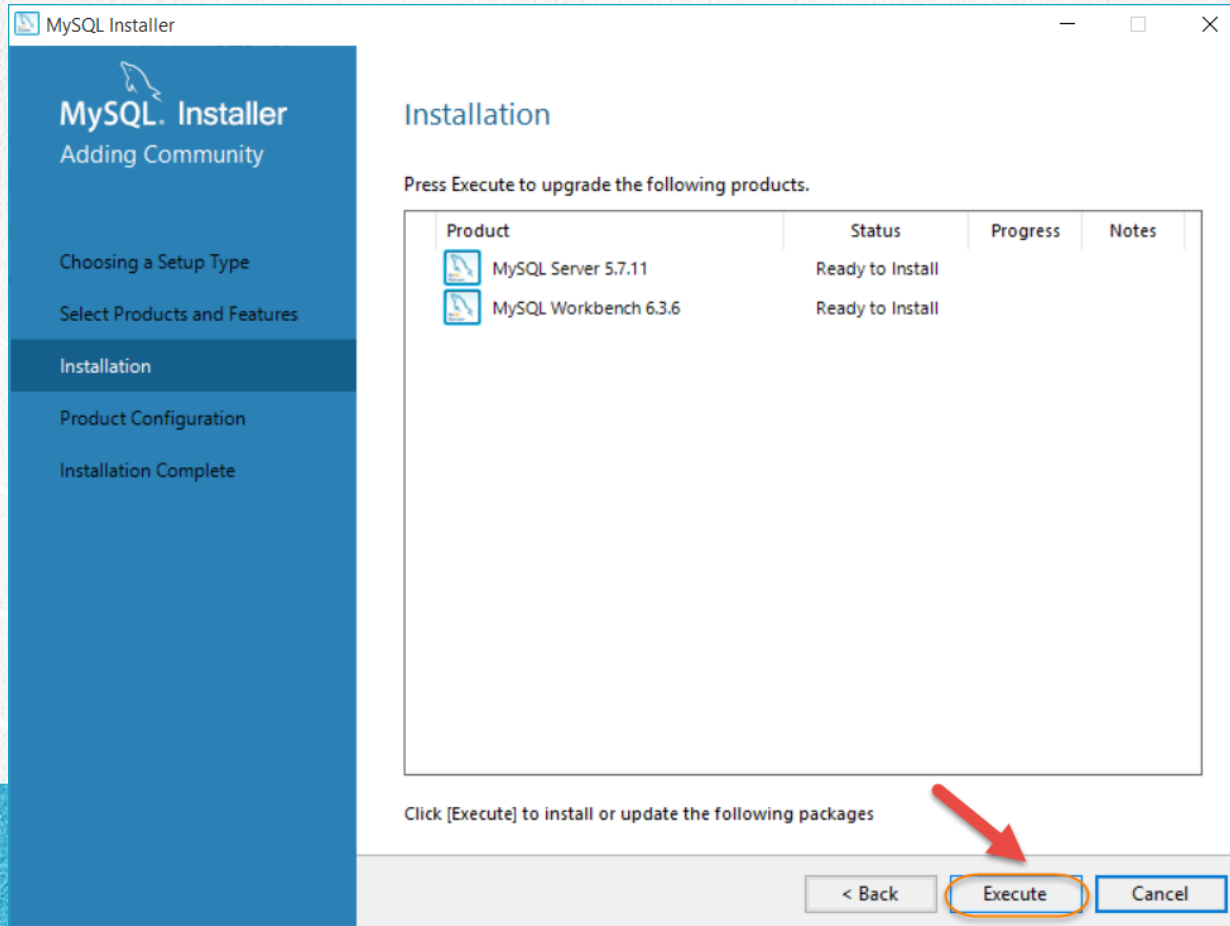 MySQL Installer
MySQL. Installer
Adding Community
Choosing a Setup Type
Select Products and Features
Installation
Product Configuration
Installation Complete
Installation
Press Execute to upgrade the following products.
Product Status Progress Notes
MySQL Server 5.7.11 Ready to Install
MySQL Workbench 6.3.6 Ready to Install
Click [Execute] to install or update the following packages
< Back Execute Cancel